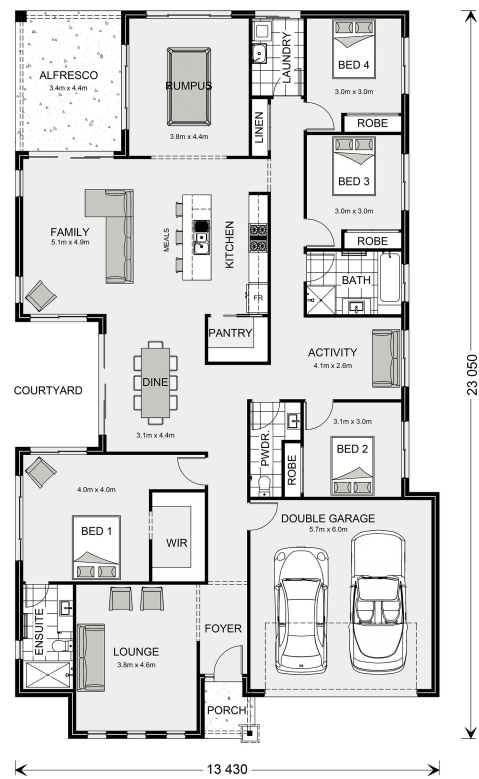 ALFRESCO
3.4m x 4.4m
RUMPUS
3.8m x 4.4m
LAUNDRY
LINEN
BED 4
3.0m x 3.0m
ROBE
BED 3
3.0m x 3.0m
ROBE
FAMILY
5.1m x 4.9m
MEALS
KITCHEN
FR
PANTRY
BATH
ACTIVITY
4.1m x 2.6m
COURTYARD
DINE
3.1m x 4.4m
PWDR.
ROBE
3.1m x 3.0m
BED 2
4.0m x 4.0m
BED 1
WIR
DOUBLE GARAGE
5.7m x 6.0m
ENSUITE
LOUNGE
3.8m x 4.6m
FOYER
PORCH
23 050
13 430